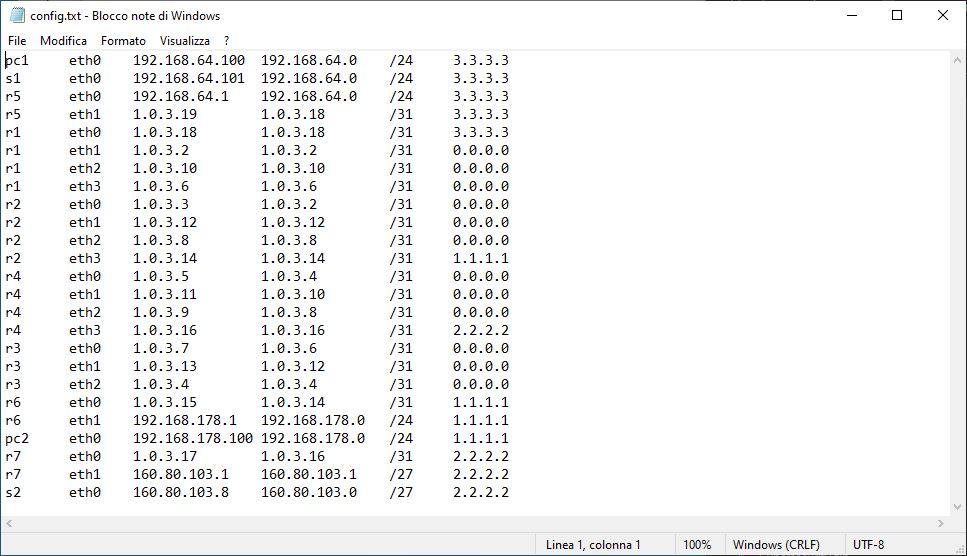 config.txt - Blocco note di Windows
File Modifica Formato Visualizza ?
pc1 eth0 192.168.64.100 192.168.64.0 /24 3.3.3.3
s1 eth0 192.168.64.101 192.168.64.0 /24 3.3.3.3
r5 eth0 192.168.64.1 192.168.64.0 /24 3.3.3.3
r5 eth1 1.0.3.19 1.0.3.18 /31 3.3.3.3
r1 eth0 1.0.3.18 1.0.3.18 /31 3.3.3.3
r1 eth1 1.0.3.2 1.0.3.2 /31 0.0.0.0
r1 eth2 1.0.3.10 1.0.3.10 /31 0.0.0.0
r1 eth3 1.0.3.6 1.0.3.6 /31 0.0.0.0
r2 eth0 1.0.3.3 1.0.3.2 /31 0.0.0.0
r2 eth1 1.0.3.12 1.0.3.12 /31 0.0.0.0
r2 eth2 1.0.3.8 1.0.3.8 /31 0.0.0.0
r2 eth3 1.0.3.14 1.0.3.14 /31 1.1.1.1
r4 eth0 1.0.3.5 1.0.3.4 /31 0.0.0.0
r4 eth1 1.0.3.11 1.0.3.10 /31 0.0.0.0
r4 eth2 1.0.3.9 1.0.3.8 /31 0.0.0.0
r4 eth3 1.0.3.16 1.0.3.16 /31 2.2.2.2
r3 eth0 1.0.3.7 1.0.3.6 /31 0.0.0.0
r3 eth1 1.0.3.13 1.0.3.12 /31 0.0.0.0
r3 eth2 1.0.3.4 1.0.3.4 /31 0.0.0.0
r6 eth0 1.0.3.15 1.0.3.14 /31 1.1.1.1
r6 eth1 192.168.178.1 192.168.178.0 /24 1.1.1.1
pc2 eth0 192.168.178.100 192.168.178.0 /24 1.1.1.1
r7 eth0 1.0.3.17 1.0.3.16 /31 2.2.2.2
r7 eth1 160.80.103.1 160.80.103.1 /27 2.2.2.2
s2 eth0 160.80.103.8 160.80.103.0 /27 2.2.2.2
Linea 1, colonna 1 100% Windows (CRLF) UTF-8